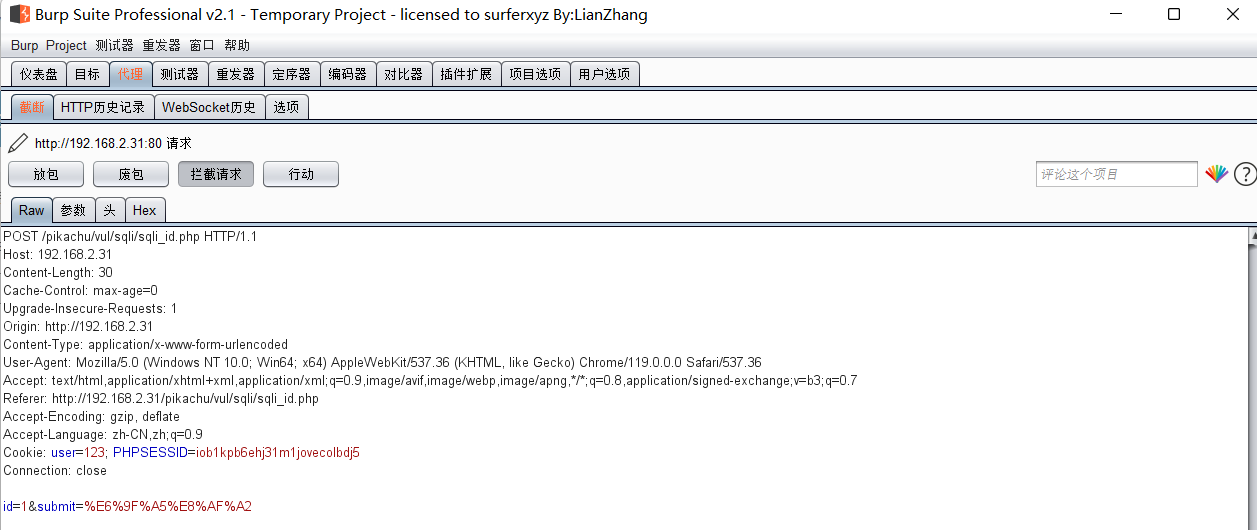 Burp Suite Professional v2.1 - Temporary Project - licensed to surferxyz By:LianZhang
Burp Project 测试器 重发器 窗口 帮助
仪表盘 目标 代理 测试器 重发器 定序器 编码器 对比器 插件扩展 项目选项 用户选项
截断 HTTP历史记录 WebSocket历史 选项
http://192.168.2.31:80 请求
放包 废包 拦截请求 行动 评论这个项目 ?
Raw 参数 头 Hex
POST /pikachu/vul/sqli/sqli_id.php HTTP/1.1
Host: 192.168.2.31
Content-Length: 30
Cache-Control: max-age=0
Upgrade-Insecure-Requests: 1
Origin: http://192.168.2.31
Content-Type: application/x-www-form-urlencoded
User-Agent: Mozilla/5.0 (Windows NT 10.0; Win64; x64) AppleWebKit/537.36 (KHTML, like Gecko) Chrome/119.0.0.0 Safari/537.36
Accept: text/html,application/xhtml+xml,application/xml;q=0.9,image/avif,image/webp,image/apng,*/*;q=0.8,application/signed-exchange;v=b3;q=0.7
Referer: http://192.168.2.31/pikachu/vul/sqli/sqli_id.php
Accept-Encoding: gzip, deflate
Accept-Language: zh-CN,zh;q=0.9
Cookie: user=123; PHPSESSID=iob1kpb6ehj31m1jovecolbdj5
Connection: close
id=1&submit=%E6%9F%A5%E8%AF%A2